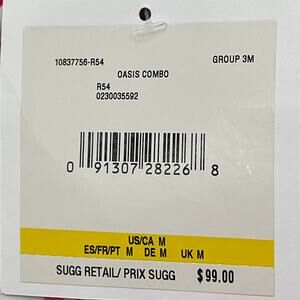 10837756-R54 GROUP 3M
OASIS COMBO
R54
0230035592
0 91307 28226 8
US/CA M
ES/FR/PT M DE M UK M
SUGG RETAIL/ PRIX SUGG $99.00